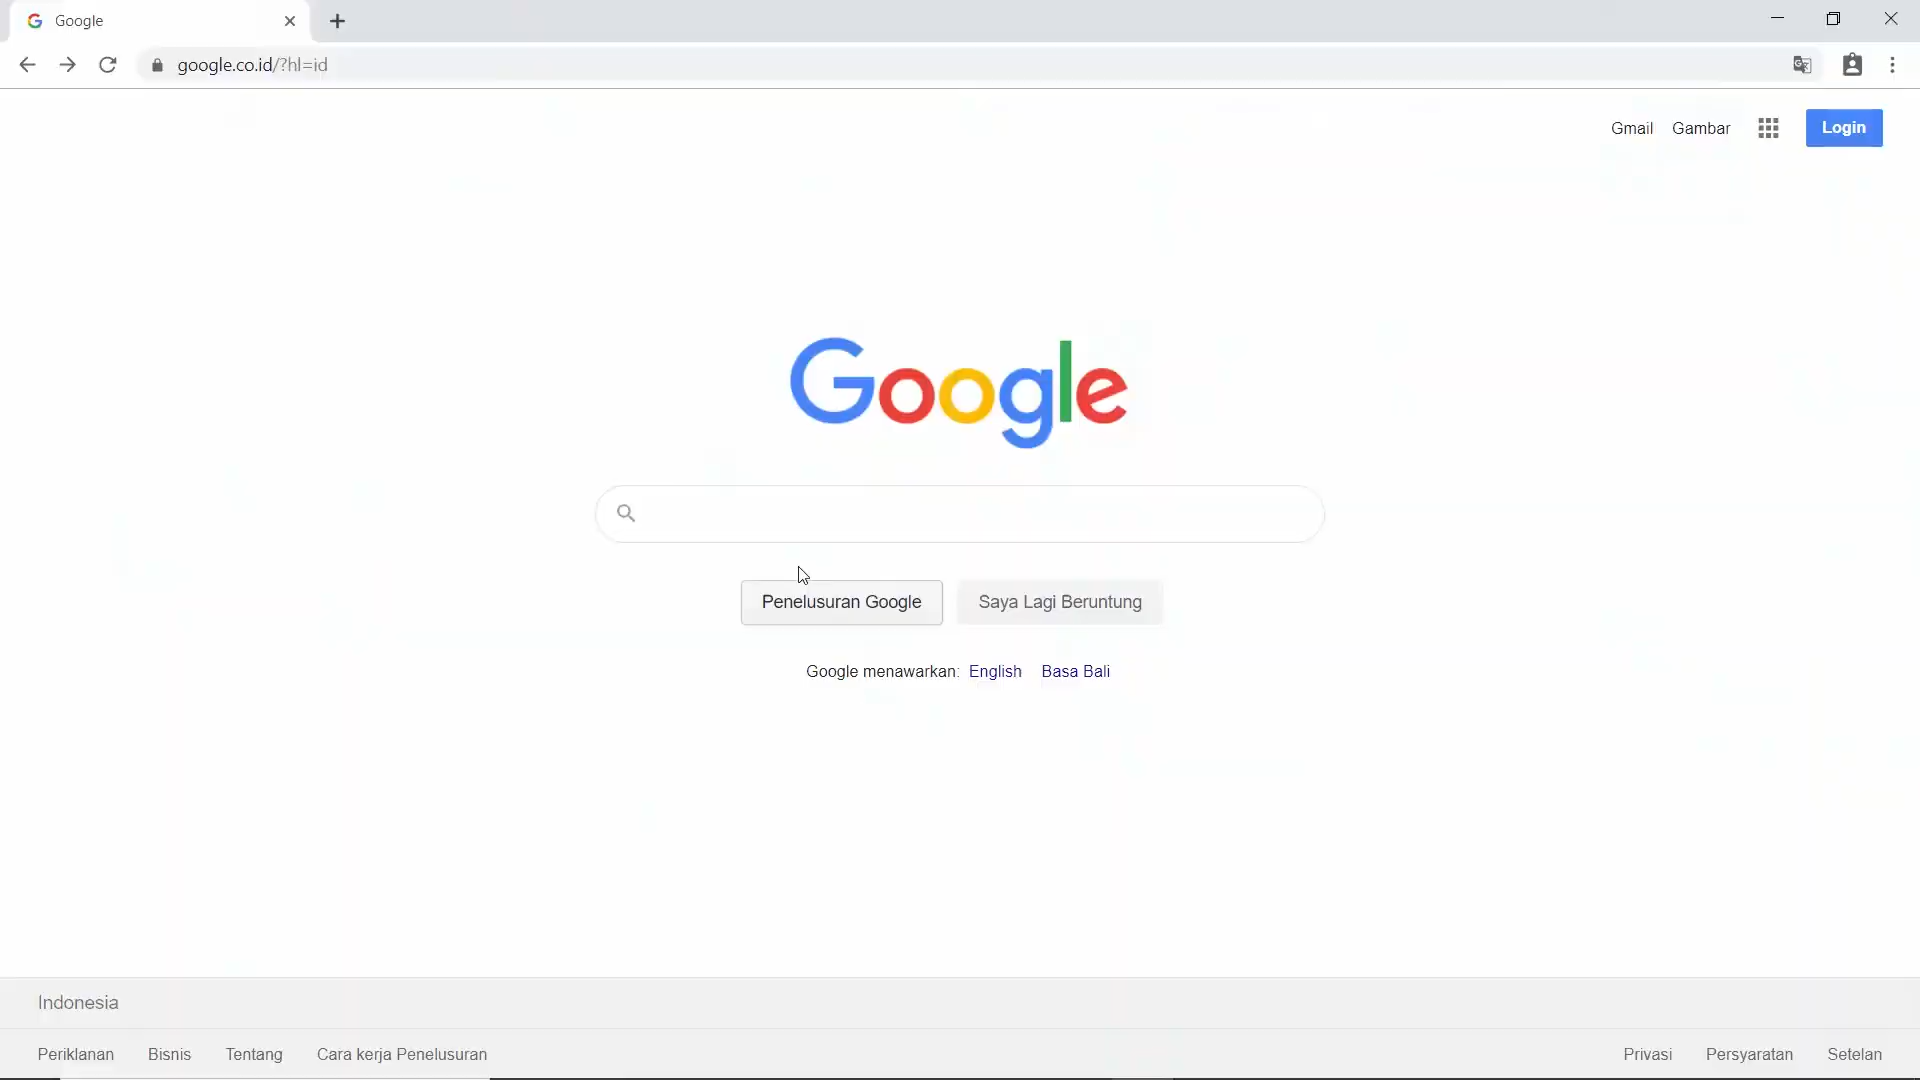 Google
google.co.id/?hl=id
Gmail Gambar Login
Google
Penelusuran Google Saya Lagi Beruntung
Google menawarkan: English Basa Bali
Indonesia
Periklanan Bisnis Tentang Cara kerja Penelusuran Privasi Persyaratan Setelan